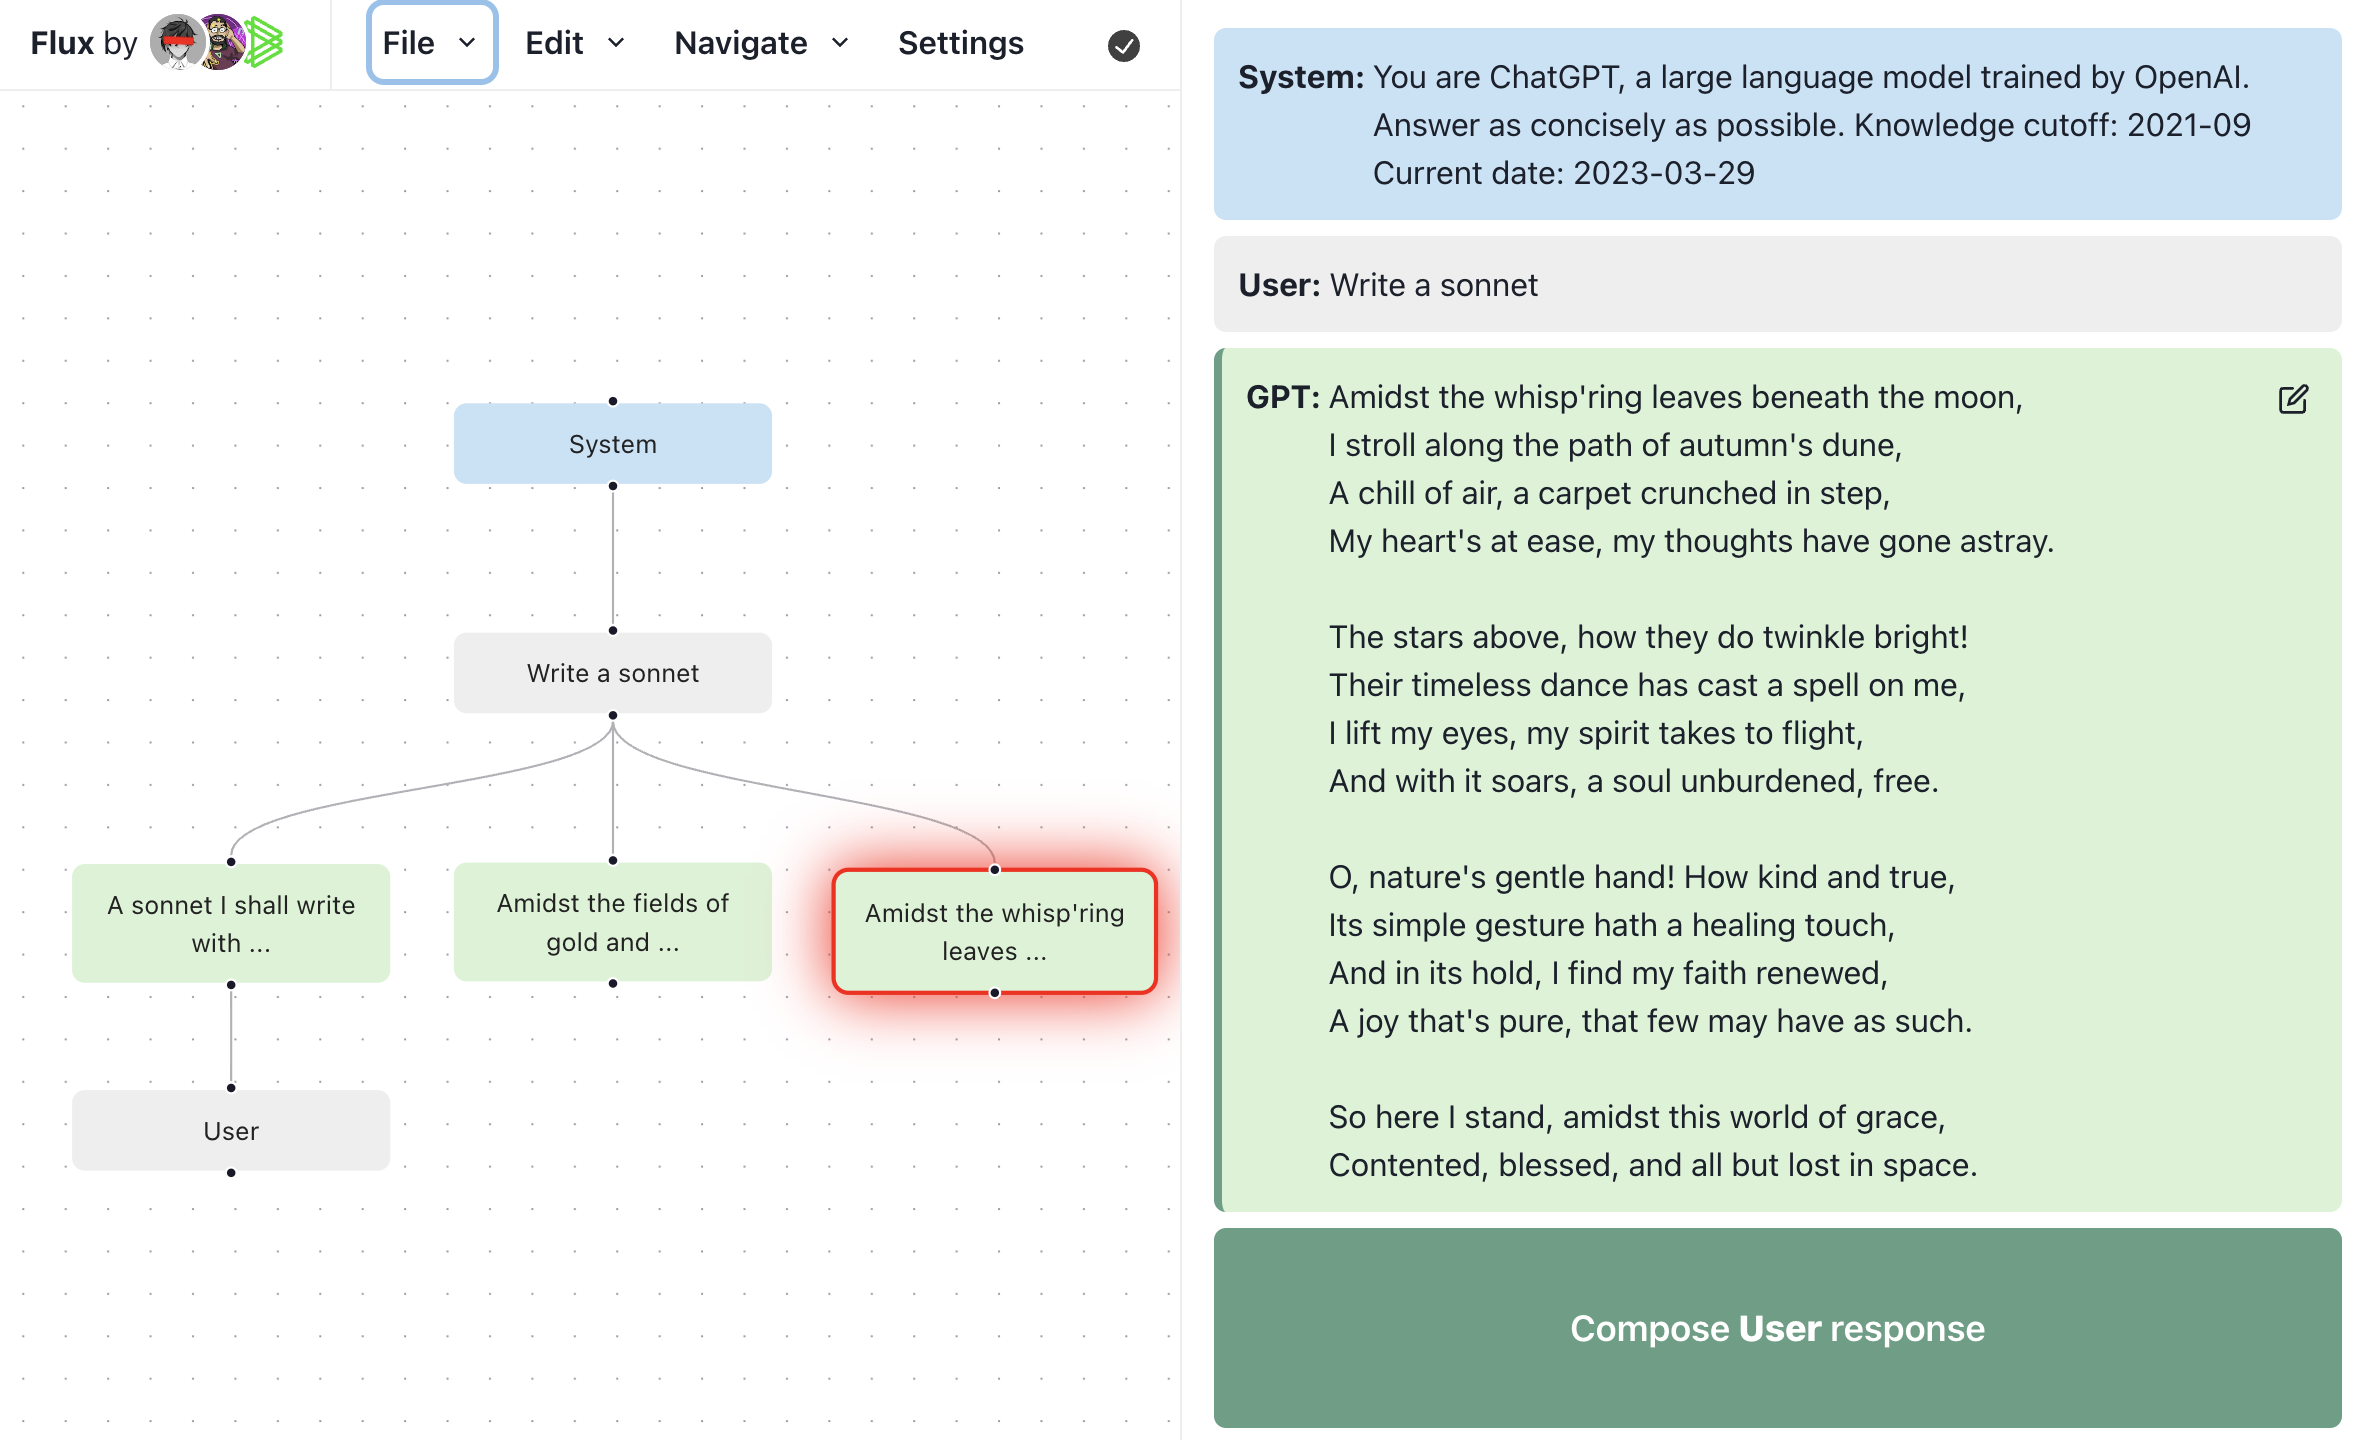 Flux by
File
Edit
Navigate
Settings
System
Write a sonnet
A sonnet I shall write
with ...
Amidst the fields of
gold and ...
Amidst the whisp'ring
leaves ...
User
System: You are ChatGPT, a large language model trained by OpenAI.
Answer as concisely as possible. Knowledge cutoff: 2021-09
Current date: 2023-03-29
User: Write a sonnet
GPT: Amidst the whisp'ring leaves beneath the moon,
I stroll along the path of autumn's dune,
A chill of air, a carpet crunched in step,
My heart's at ease, my thoughts have gone astray.
The stars above, how they do twinkle bright!
Their timeless dance has cast a spell on me,
I lift my eyes, my spirit takes to flight,
And with it soars, a soul unburdened, free.
O, nature's gentle hand! How kind and true,
Its simple gesture hath a healing touch,
And in its hold, I find my faith renewed,
A joy that's pure, that few may have as such.
So here I stand, amidst this world of grace,
Contented, blessed, and all but lost in space.
Compose User response